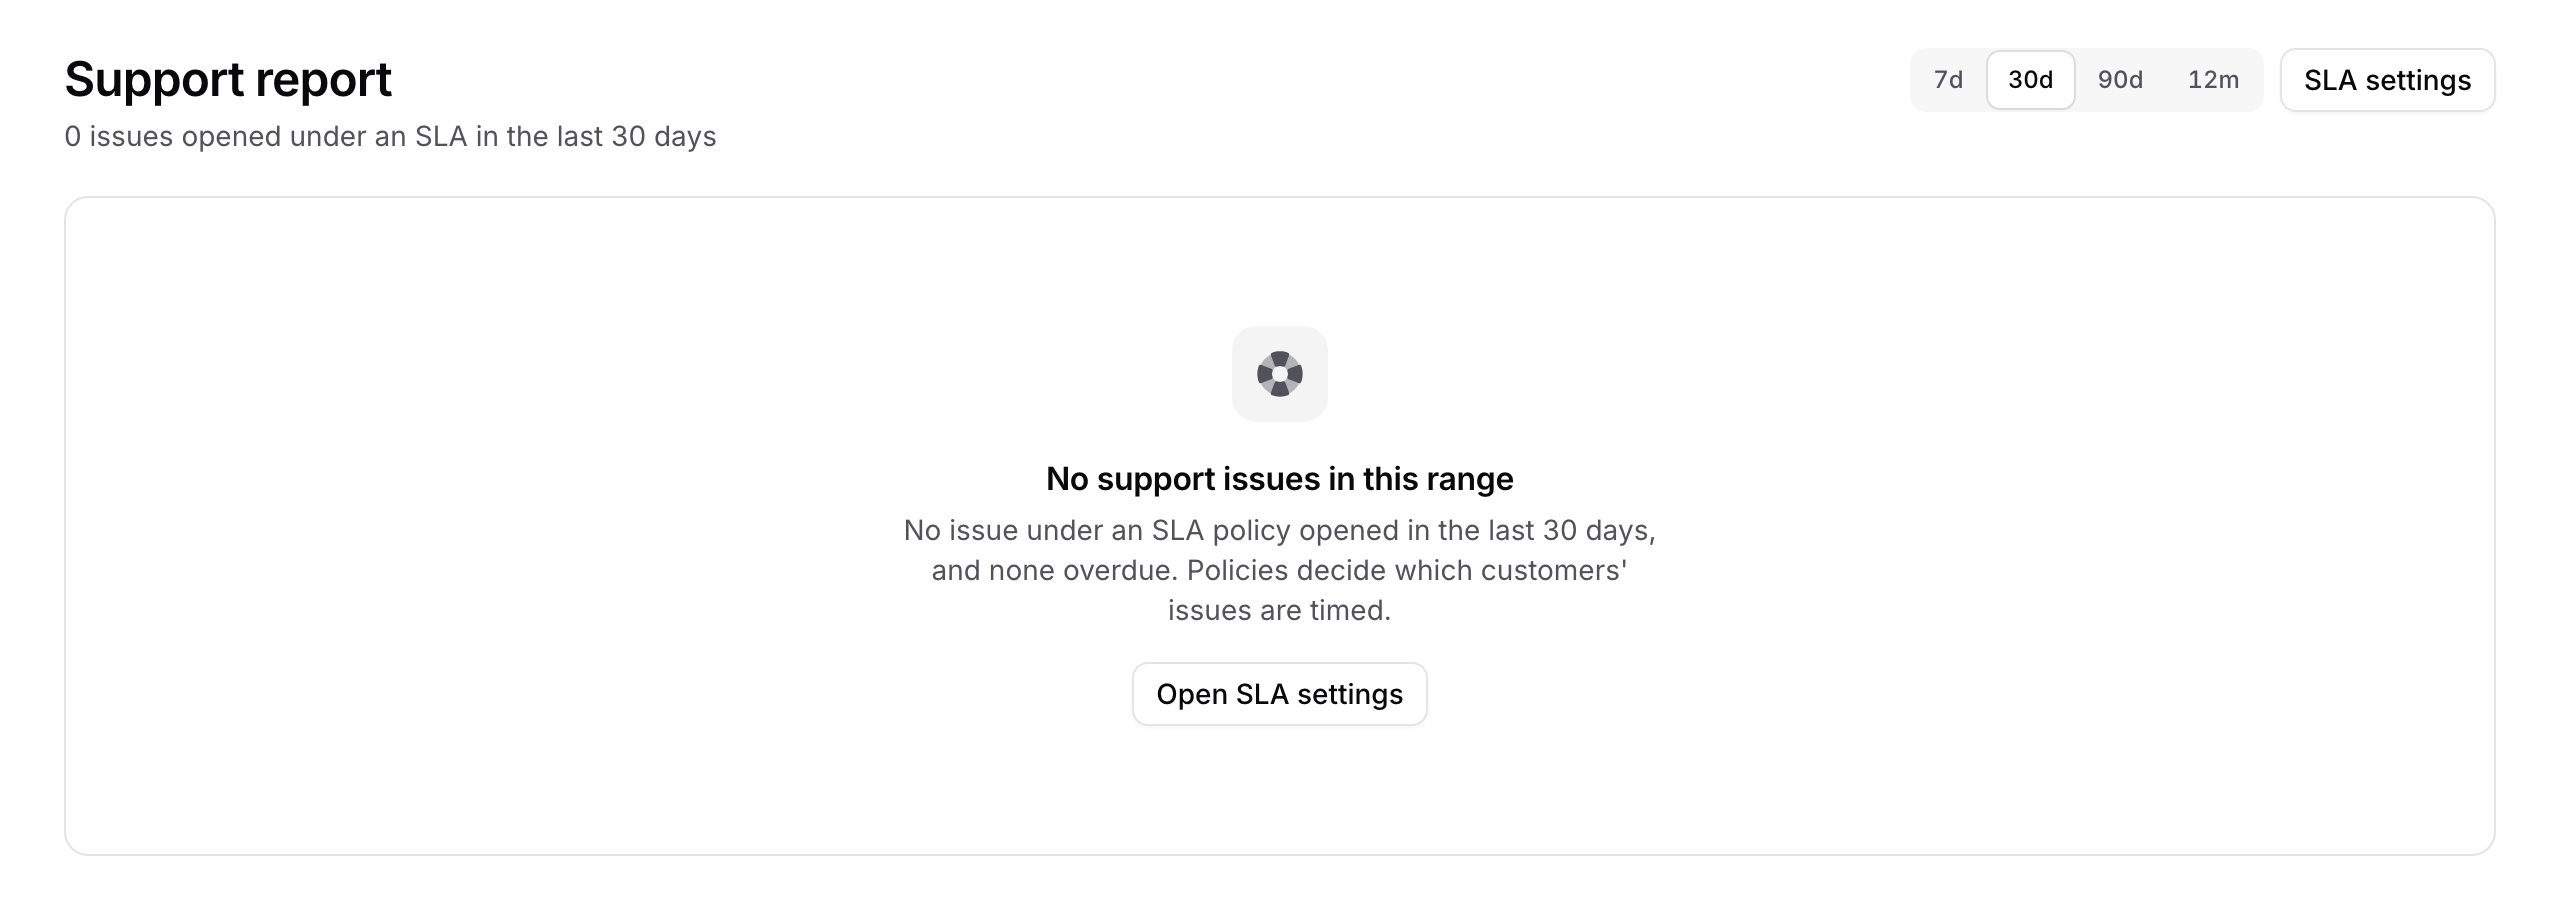 Support report
7d 30d 90d 12m SLA settings
0 issues opened under an SLA in the last 30 days
No support issues in this range
No issue under an SLA policy opened in the last 30 days,
and none overdue. Policies decide which customers'
issues are timed.
Open SLA settings